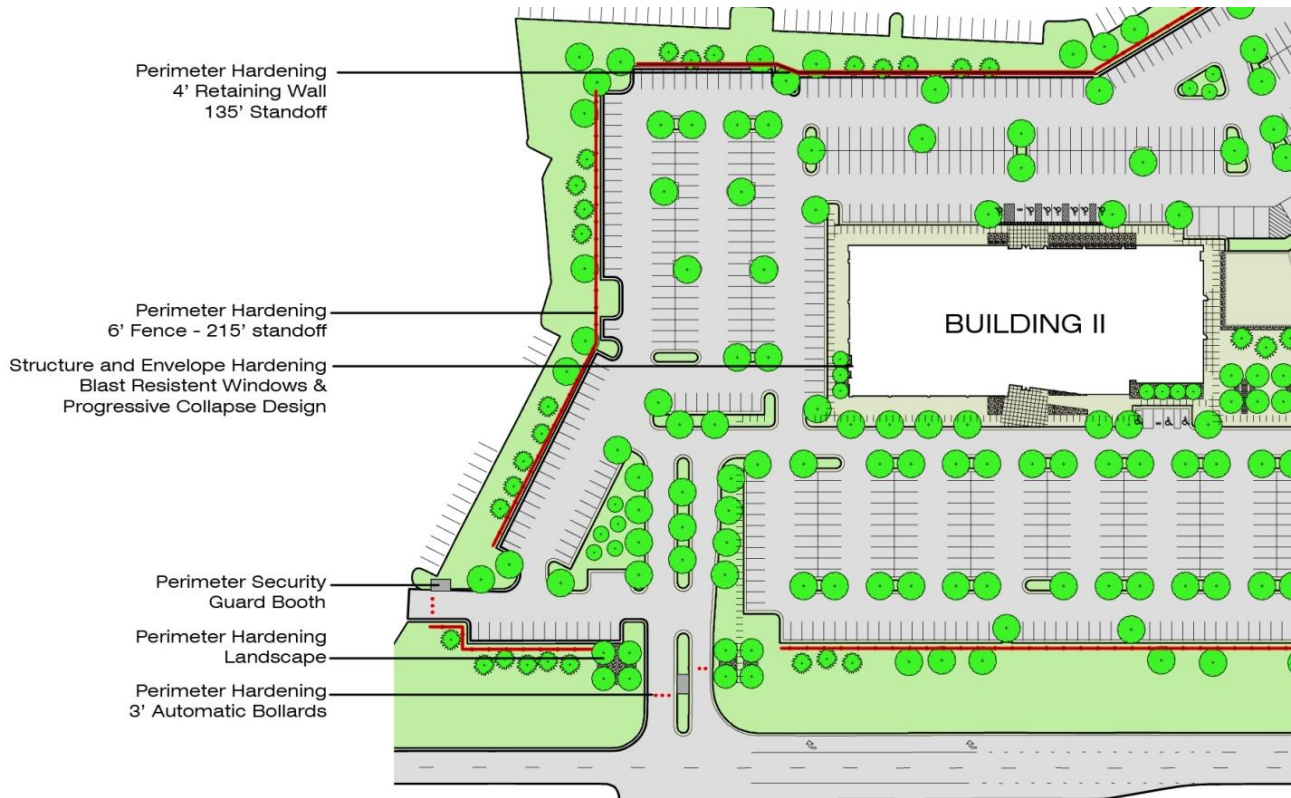 Perimeter Hardening
4' Retaining Wall
135' Standoff
Perimeter Hardening
6' Fence - 215' standoff
Structure and Envelope Hardening
Blast Resistent Windows &
Progressive Collapse Design
BUILDING II
Perimeter Security
Guard Booth
Perimeter Hardening
Landscape
Perimeter Hardening
3' Automatic Bollards